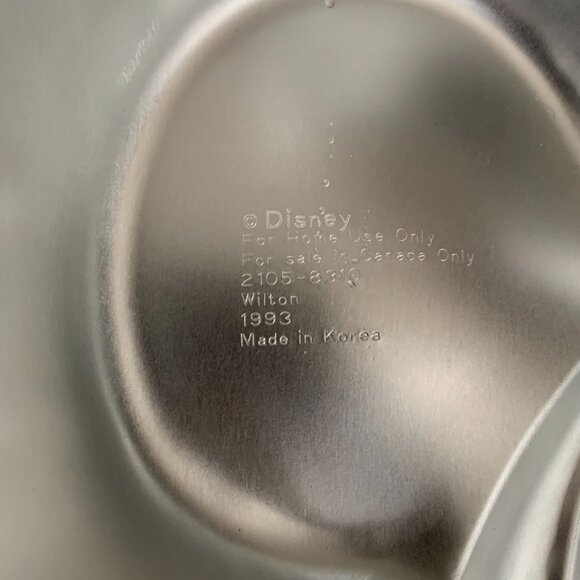 © Disney
For Home Use Only
For sale in Canada Only
2105-8310
Wilton
1993
Made in Korea